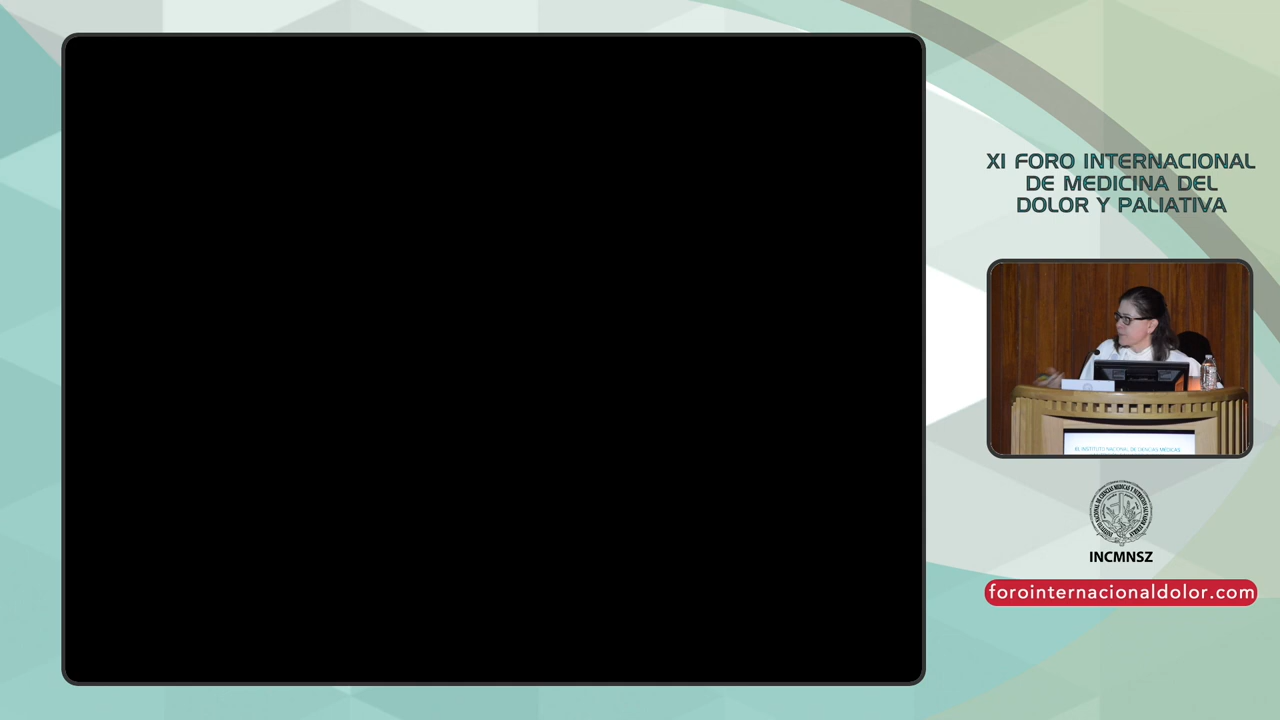 XI FORO INTERNACIONAL
DE MEDICINA DEL
DOLOR Y PALIATIVA
INCMNSZ
forointernacionaldolor.com